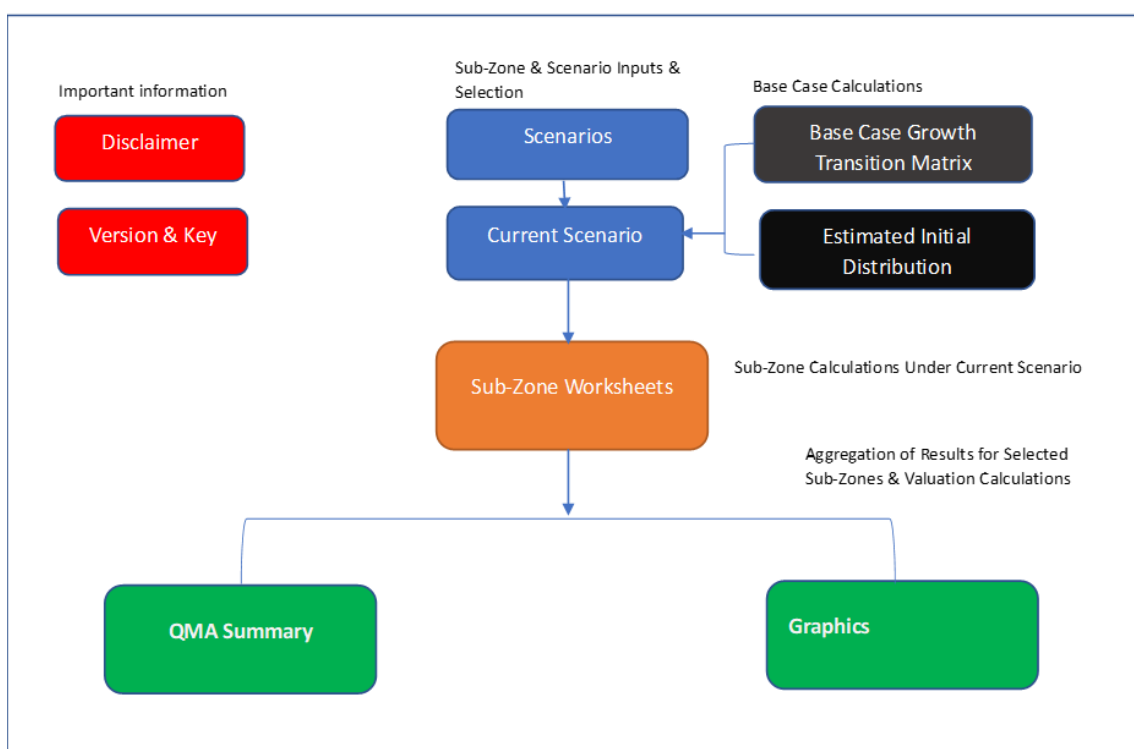 Important information
Disclaimer
Version & Key
Sub-Zone & Scenario Inputs &
Selection
Scenarios
Current Scenario
Base Case Calculations
Base Case Growth
Transition Matrix
Estimated Initial
Distribution
Sub-Zone Worksheets
Sub-Zone Calculations Under Current Scenario
Aggregation of Results for Selected
Sub-Zones & Valuation Calculations
QMA Summary
Graphics